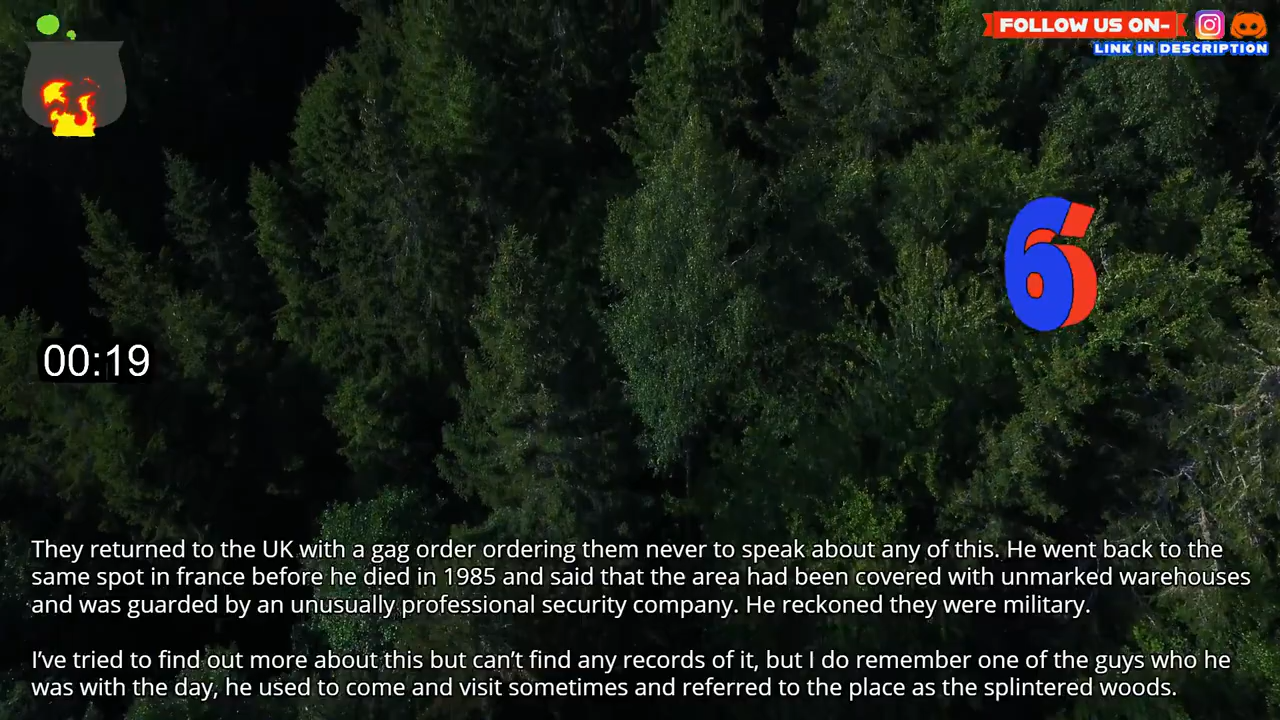 FOLLOW US ON-
LINK IN DESCRIPTION
6
00:19
They returned to the UK with a gag order ordering them never to speak about any of this. He went back to the
same spot in france before he died in 1985 and said that the area had been covered with unmarked warehouses
and was guarded by an unusually professional security company. He reckoned they were military.
I’ve tried to find out more about this but can’t find any records of it, but I do remember one of the guys who he
was with the day, he used to come and visit sometimes and referred to the place as the splintered woods.